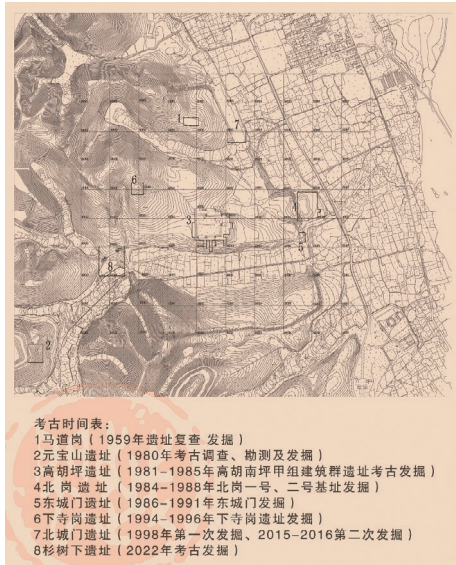 1
7
6
3
8
2
考古时间表：
1马道岗（1959年遗址复查 发掘）
2元宝山遗址（1980年考古调查、勘测及发掘）
3高胡坪遗址（1981-1985年高胡南坪甲组建筑群遗址考古发掘）
4北 岗 遗 址 （1984-1988年北岗一号、二号基址发掘）
5东城门遗址（1986-1991年东城门发掘）
6下寺岗遗址（1994-1996年下寺岗遗址发掘）
7北城门遗址（1998年第一次发掘、2015-2016第二次发掘）
8杉树下遗址（2022年考古发掘）